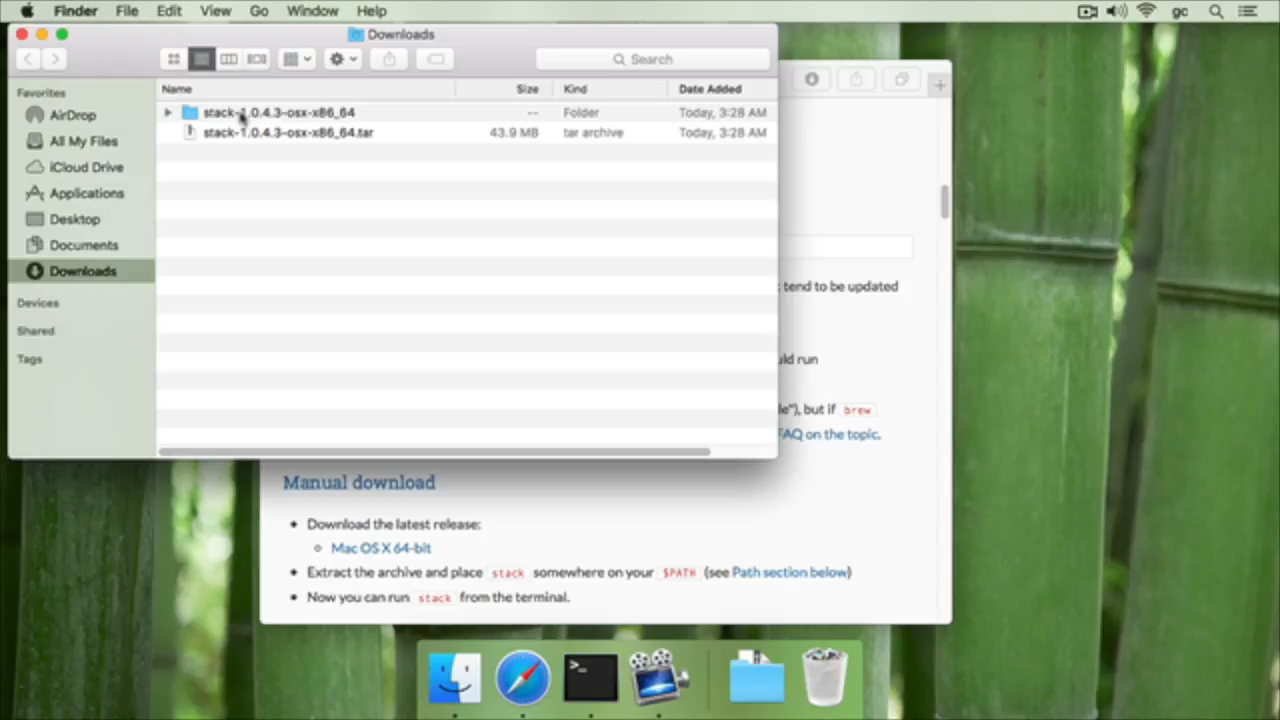 Finder File Edit View Go Window Help gc
Downloads
Search
Favorites
AirDrop
All My Files
iCloud Drive
Applications
Desktop
Documents
Downloads
Devices
Shared
Tags
Name Size Kind Date Added
stack-1.0.4.3-osx-x86_64 -- Folder Today, 3:28 AM
stack-1.0.4.3-osx-x86_64.tar 43.9 MB tar archive Today, 3:28 AM
tend to be updated
uld run
le"), but if brew
FAQ on the topic.
Manual download
• Download the latest release:
Mac OS X 64-bit
• Extract the archive and place stack somewhere on your $PATH (see Path section below)
• Now you can run stack from the terminal.